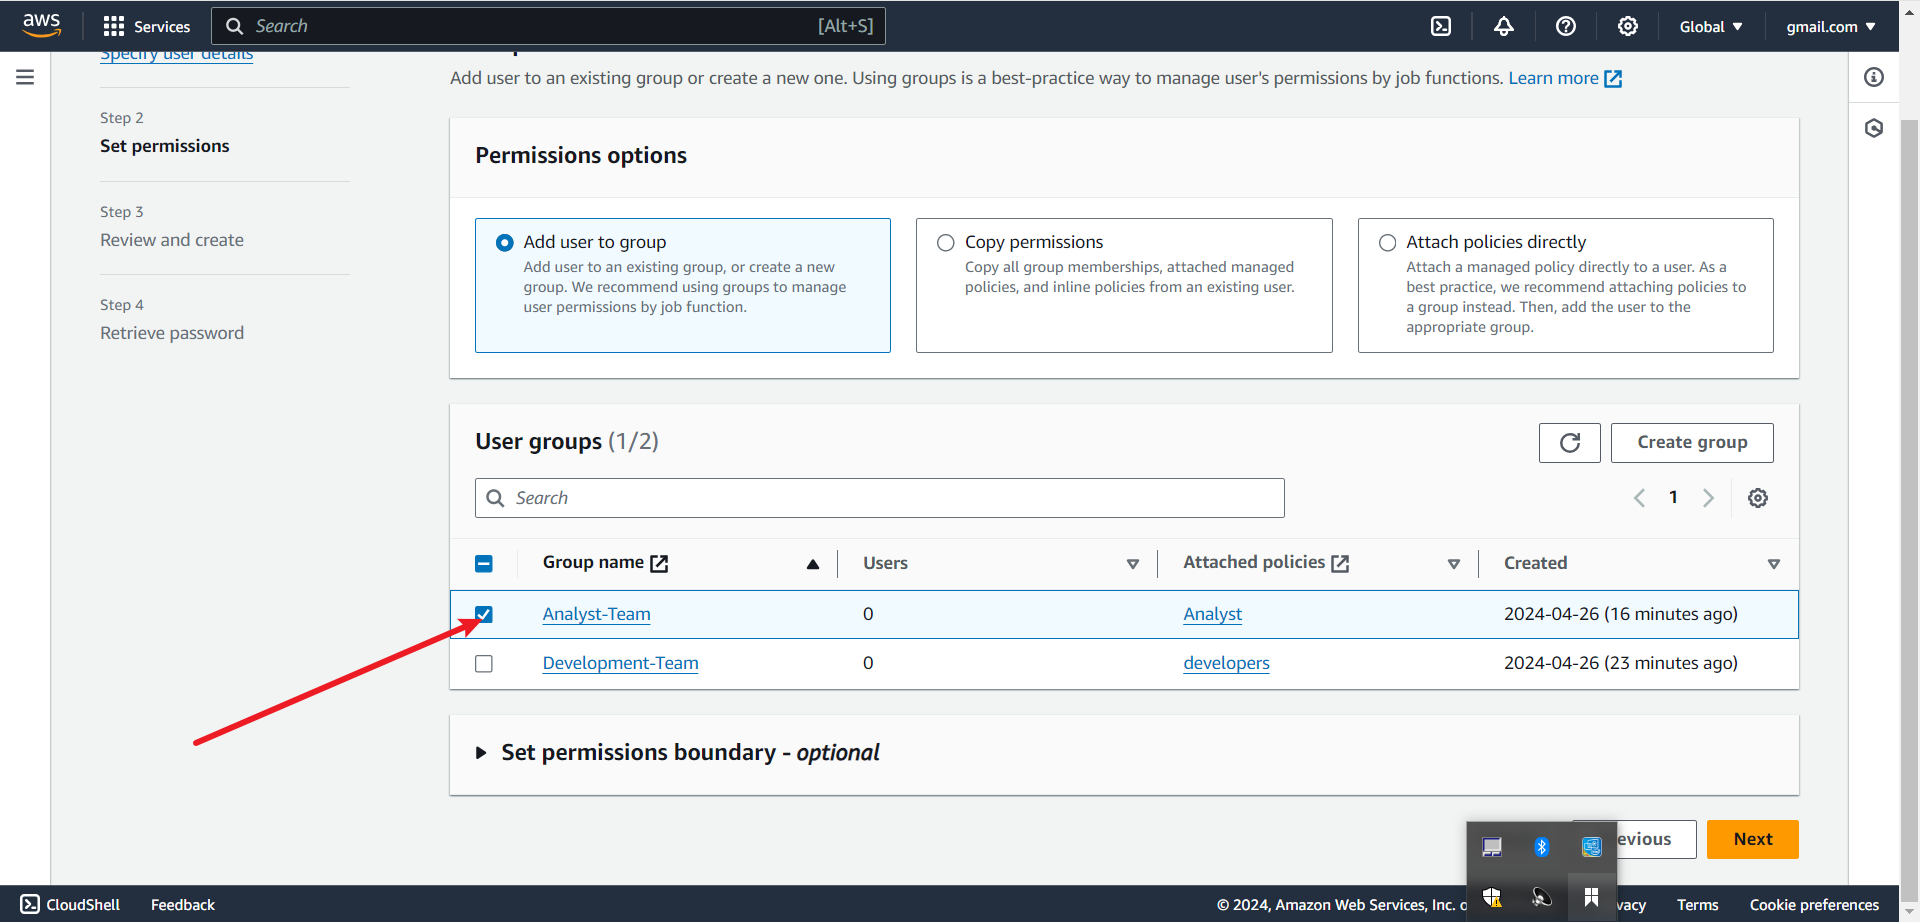 aws
Services
Search
[Alt+S]
Global
gmail.com
Specify user details
Step 2
Set permissions
Step 3
Review and create
Step 4
Retrieve password
Add user to an existing group or create a new one. Using groups is a best-practice way to manage user's permissions by job functions. Learn more
Permissions options
Add user to group
Add user to an existing group, or create a new
group. We recommend using groups to manage
user permissions by job function.
Copy permissions
Copy all group memberships, attached managed
policies, and inline policies from an existing user.
Attach policies directly
Attach a managed policy directly to a user. As a
best practice, we recommend attaching policies to
a group instead. Then, add the user to the
appropriate group.
User groups (1/2)
Create group
Search
1
Group name Users Attached policies Created
Analyst-Team 0 Analyst 2024-04-26 (16 minutes ago)
Development-Team 0 developers 2024-04-26 (23 minutes ago)
Set permissions boundary - optional
evious
Next
CloudShell
Feedback
© 2024, Amazon Web Services, Inc. o
vacy
Terms
Cookie preferences